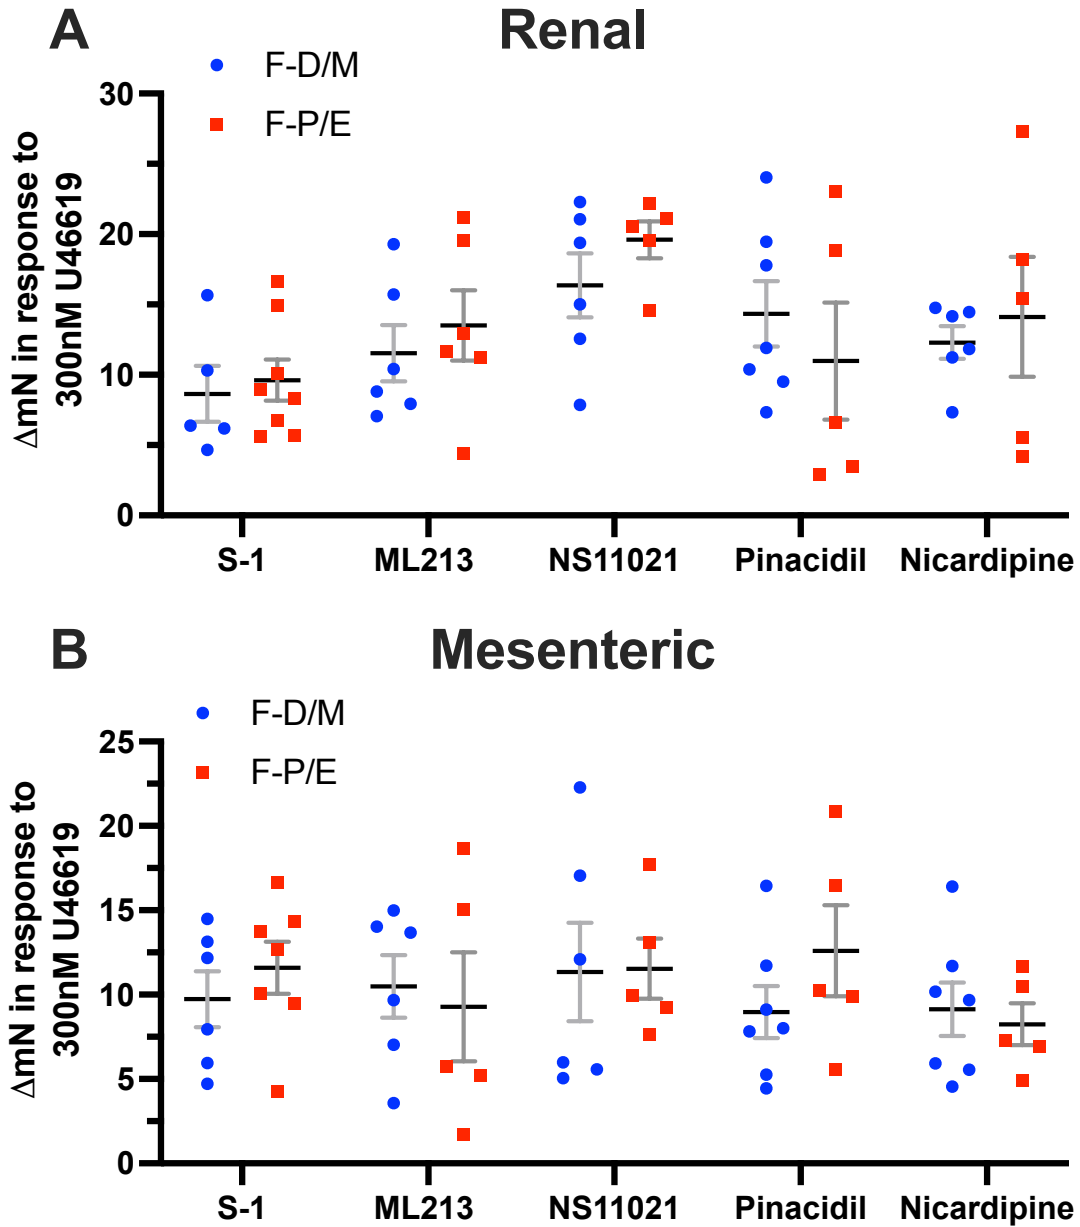 A
Renal
F-D/M
F-P/E
ΔmN in response to
300nM U46619
30
20
10
0
S-1
ML213
NS11021
Pinacidil
Nicardipine
B
Mesenteric
F-D/M
F-P/E
ΔmN in response to
300nM U46619
25
20
15
10
5
0
S-1
ML213
NS11021
Pinacidil
Nicardipine